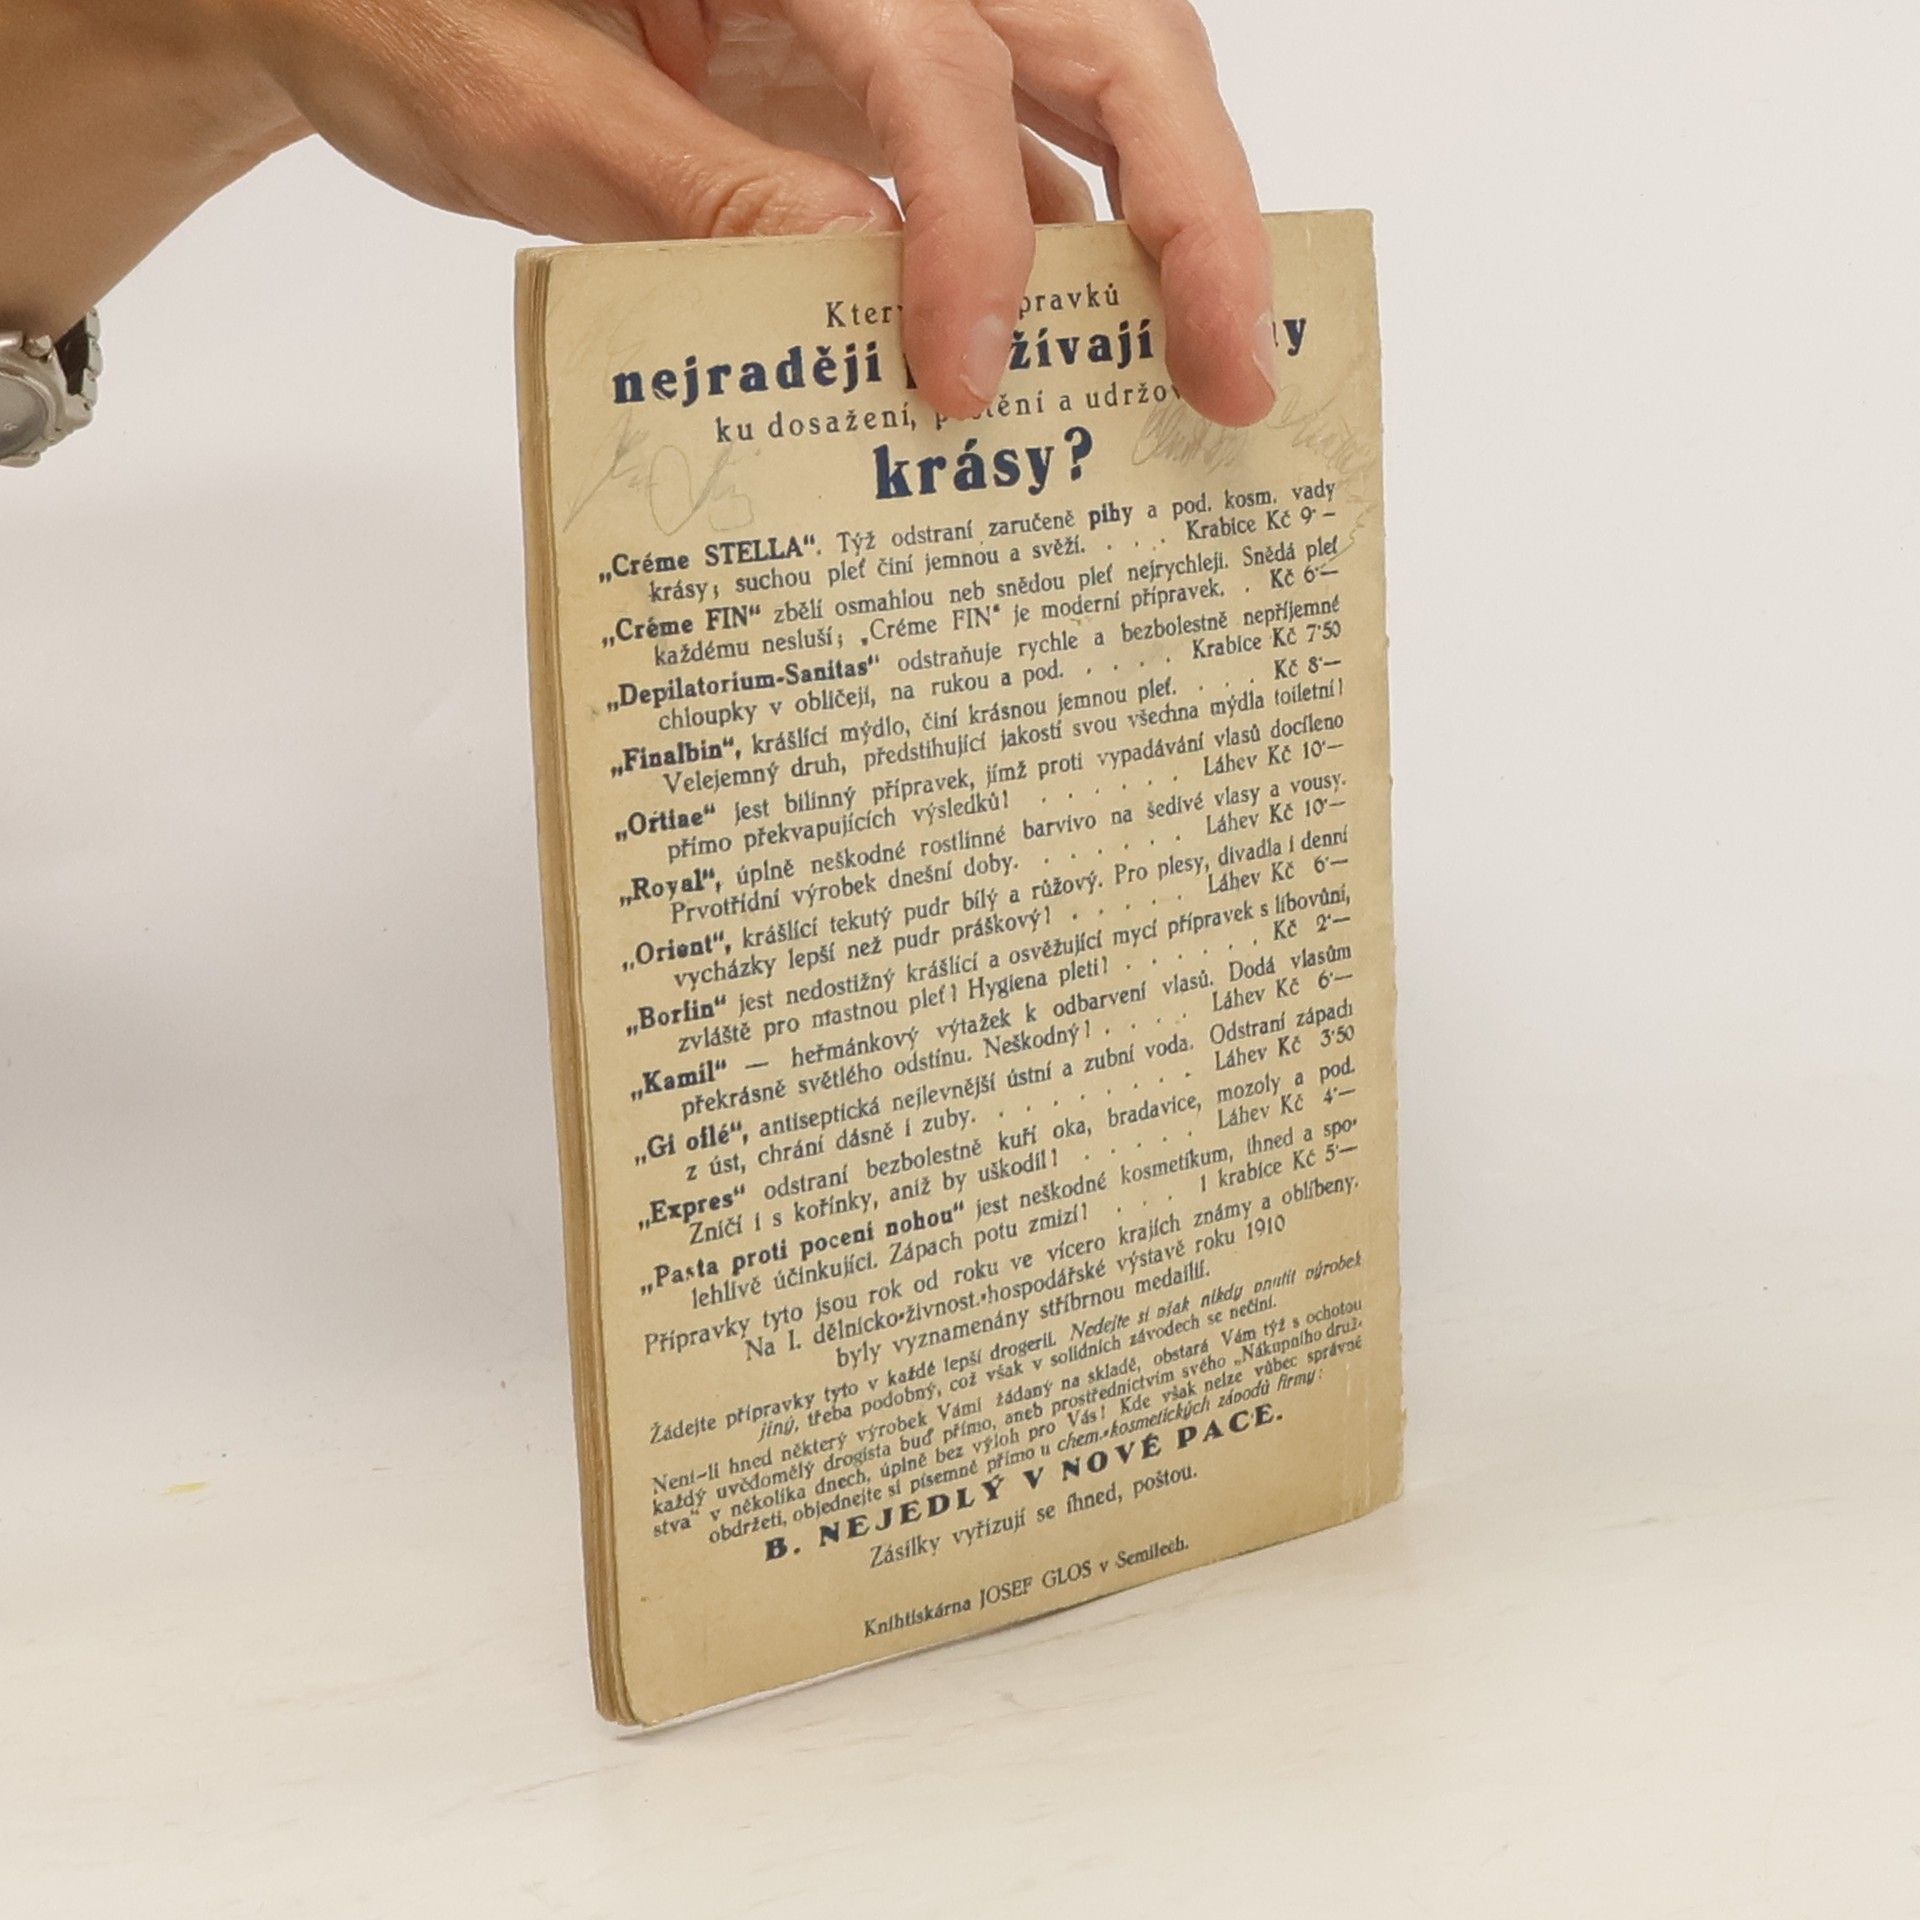 pravků
nejraději žívají
ku dosažení, a
krásy?
„Créme STELLA“. Týž odstraní zaručeně pihy a pod. kosm. vady
krásy; suchou pleť činí jemnou a svěží. . . . Krabice Kč 9·—
„Créme FIN“ zbělí osmahlou neb snědou pleť nejrychleji. Snědá pleť
každému nesluší; „Créme FIN“ je moderní přípravek. . Kč 6·—
„Depilatorium-Sanitas“ odstraňuje rychle a bezbolestně nepříjemné
chloupky v obličeji, na rukou a pod. . . . . Krabice Kč 7·50
„Finalbin“, krášlící mýdlo, činí krásnou jemnou pleť. . . . Kč 8·—
Velejemný druh, předstihující jakostí svou všechna mýdla toiletní!
„Ortiae“ jest bilinný přípravek, jímž proti vypadávání vlasů docíleno
přímo překvapujících výsledků! . . . . . . Láhev Kč 10·—
„Royal“, úplně neškodné rostlinné barvivo na šedivé vlasy a vousy.
Prvotřídní výrobek dnešní doby. . . . . . . Láhev Kč 10·—
„Orient“, krášlící tekutý pudr bílý a růžový. Pro plesy, divadla i denní
vycházky lepší než pudr práškový! . . . . . Láhev Kč 6·—
„Borlin“ jest nedostižný krášlící a osvěžující mycí přípravek s libovůní,
zvláště pro mastnou pleť! Hygiena pleti! . . . . . . Kč 2·—
„Kamil“ — heřmánkový výtažek k odbarvení vlasů. Dodá vlasům
překrásně světlého odstínu. Neškodný! . . . . Láhev Kč 6·—
„Gi oflé“, antiseptická nejlevnější ústní a zubní voda. Odstraní zápach
z úst, chrání dásně i zuby. . . . . . . . Láhev Kč 3·50
„Expres“ odstraní bezbolestně kuří oka, bradavice, mozoly a pod.
Zničí i s kořínky, aniž by uškodil! . . . . . Láhev Kč 4·—
„Pasta proti pocení nohou“ jest neškodné kosmetikum, ihned a spo-
lehlivě účinkující. Zápach potu zmizí! . . . 1 krabice Kč 5·—
Přípravky tyto jsou rok od roku ve vícero krajích známy a oblíbeny.
Na I. dělnicko-živnost.-hospodářské výstavě roku 1910
byly vyznamenány stříbrnou medailií.
Žádejte přípravky tyto v každé lepší drogerii. Nedejte si však nikdy vnutit výrobek
jiný, třeba podobný, což však v solidních závodech se nečiní.
Není-li hned některý výrobek Vámi žádaný na skladě, obstará Vám týž s ochotou
každý uvědomělý drogista buď přímo, aneb prostřednictvím svého „Nákupního druž-
stva“ v několika dnech, úplně bez výloh pro Vás! Kde však nelze vůbec správné
obdržeti, objednejte si písemně přímo u chem.-kosmetických závodů firmy:
B. NEJEDLÝ V NOVÉ PACE.
Zásilky vyřizují se ihned, poštou.
Knihtiskárna JOSEF GLOS v Semilech.